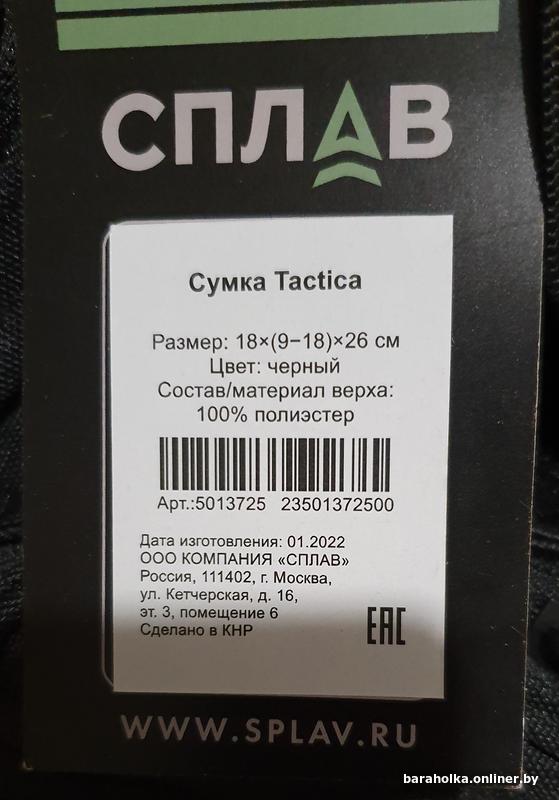 СПЛАВ
Сумка Tactica
Размер: 18×(9–18)×26 см
Цвет: черный
Состав/материал верха:
100% полиэстер
Арт.:5013725 23501372500
Дата изготовления: 01.2022
ООО КОМПАНИЯ «СПЛАВ»
Россия, 111402, г. Москва,
ул. Кетчерская, д. 16,
эт. 3, помещение 6
Сделано в КНР
EAC
WWW.SPLAV.RU
baraholka.onliner.by